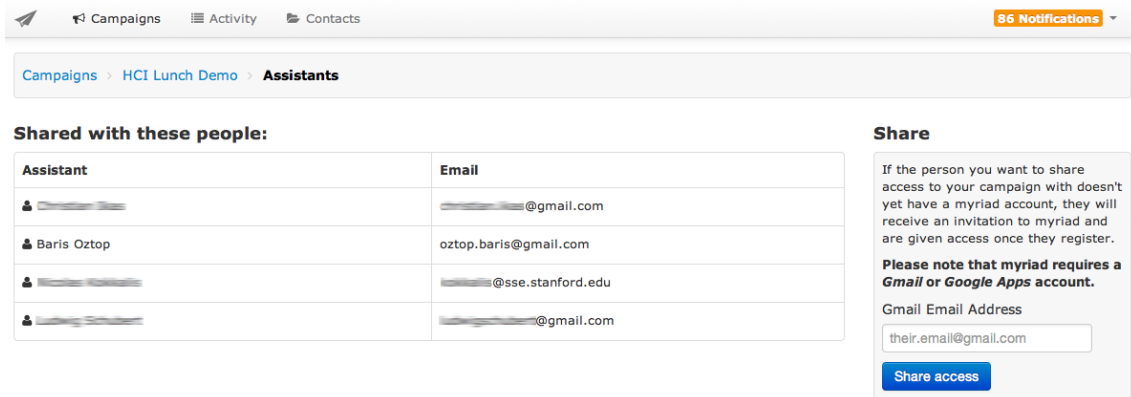 Campaigns Activity Contacts 86 Notifications
Campaigns > HCI Lunch Demo > Assistants
Shared with these people:
Assistant Email
@gmail.com
Baris Oztop oztop.baris@gmail.com
@sse.stanford.edu
@gmail.com
Share
If the person you want to share
access to your campaign with doesn't
yet have a myriad account, they will
receive an invitation to myriad and
are given access once they register.
Please note that myriad requires a
Gmail or Google Apps account.
Gmail Email Address
their.email@gmail.com
Share access